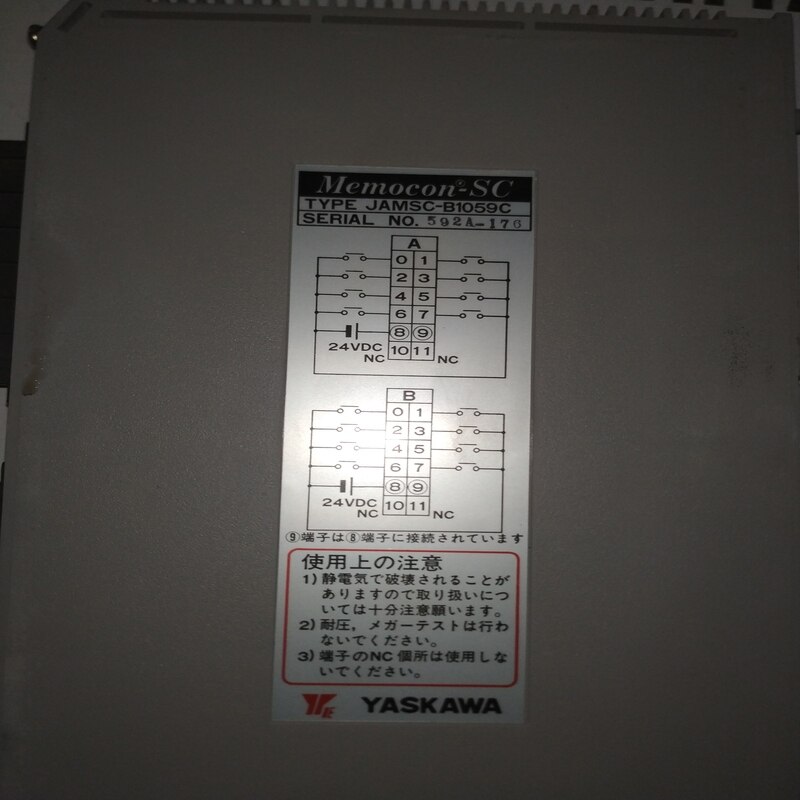 Memocon-SC
TYPE JAMSC-B1059C
SERIAL NO. 592A-176
A
0 1
2 3
4 5
6 7
⑧ ⑨
24VDC
NC 10 11 NC
B
0 1
2 3
4 5
6 7
⑧ ⑨
24VDC
NC 10 11 NC
⑨端子は⑧端子に接続されています
使用上の注意
1) 静電気で破壊されることが
ありますので取り扱いにつ
いては十分注意願います。
2) 耐圧，メガーテストは行わ
ないでください。
3) 端子のNC個所は使用しな
いでください。
YASKAWA